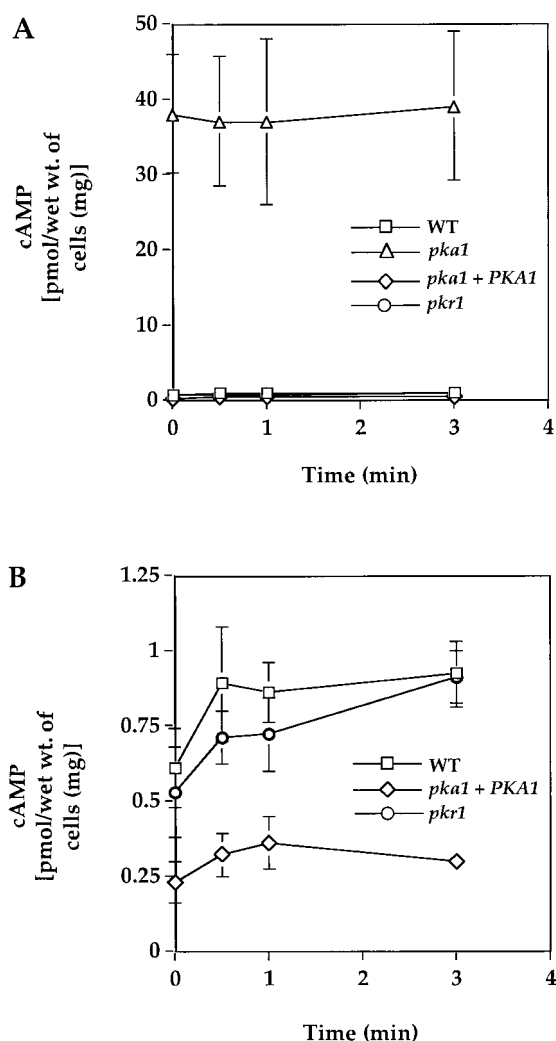 A
50
40
30
20
10
0
cAMP
[pmol/wet wt. of
cells (mg)]
WT
pka1
pka1 + PKA1
pkr1
0
1
2
3
4
Time (min)
B
1.25
1
0.75
0.5
0.25
0
cAMP
[pmol/wet wt. of
cells (mg)]
WT
pka1 + PKA1
pkr1
0
1
2
3
4
Time (min)